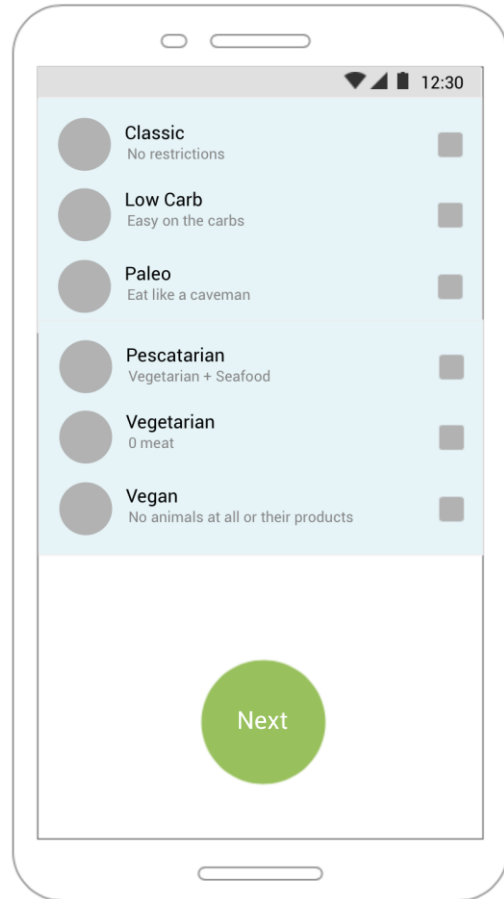 12:30
Classic
No restrictions
Low Carb
Easy on the carbs
Paleo
Eat like a caveman
Pescatarian
Vegetarian + Seafood
Vegetarian
0 meat
Vegan
No animals at all or their products
Next